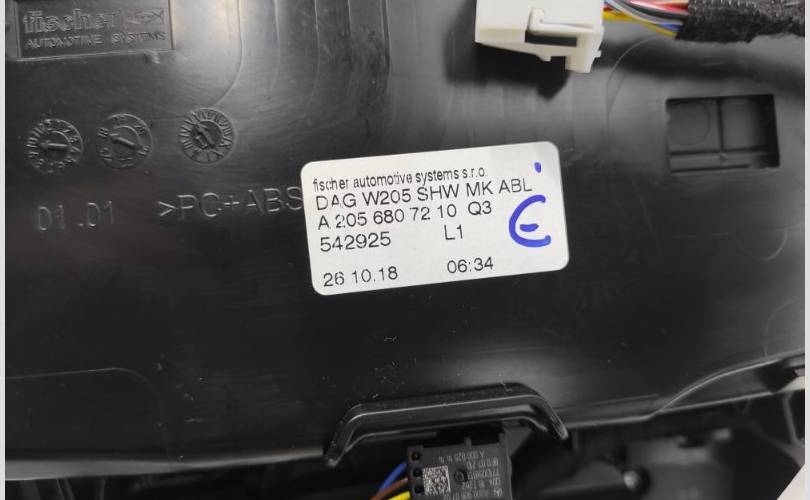 fischer
AUTOMOTIVE SYSTEMS
01.01 >PC+ABS
fischer automotive systems s.r.o.
DAG W205 SHW MK ABL
A 205 680 72 10 Q3
542925 L1
26 10.18 06:34